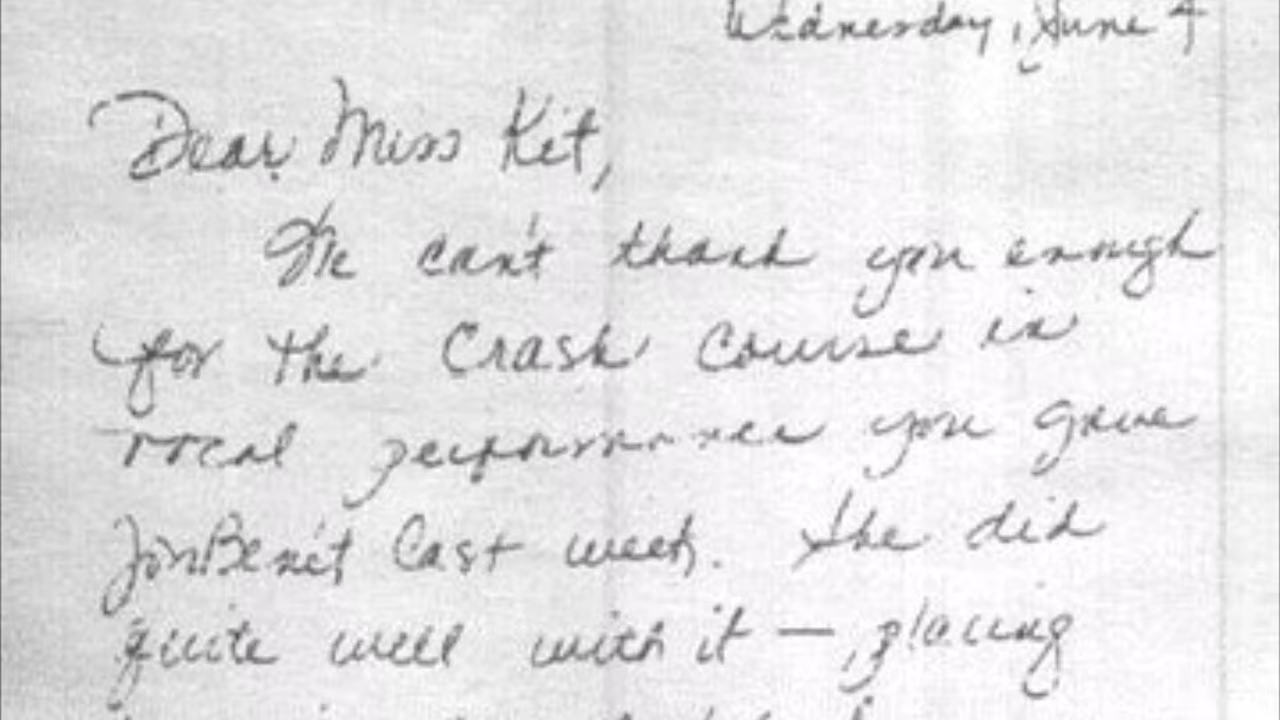 Wednesday, June 4
Dear Miss Kit,
We can't thank you enough
for the Crash Course in
vocal performance you gave
JonBenét last week. She did
quite well with it — placing